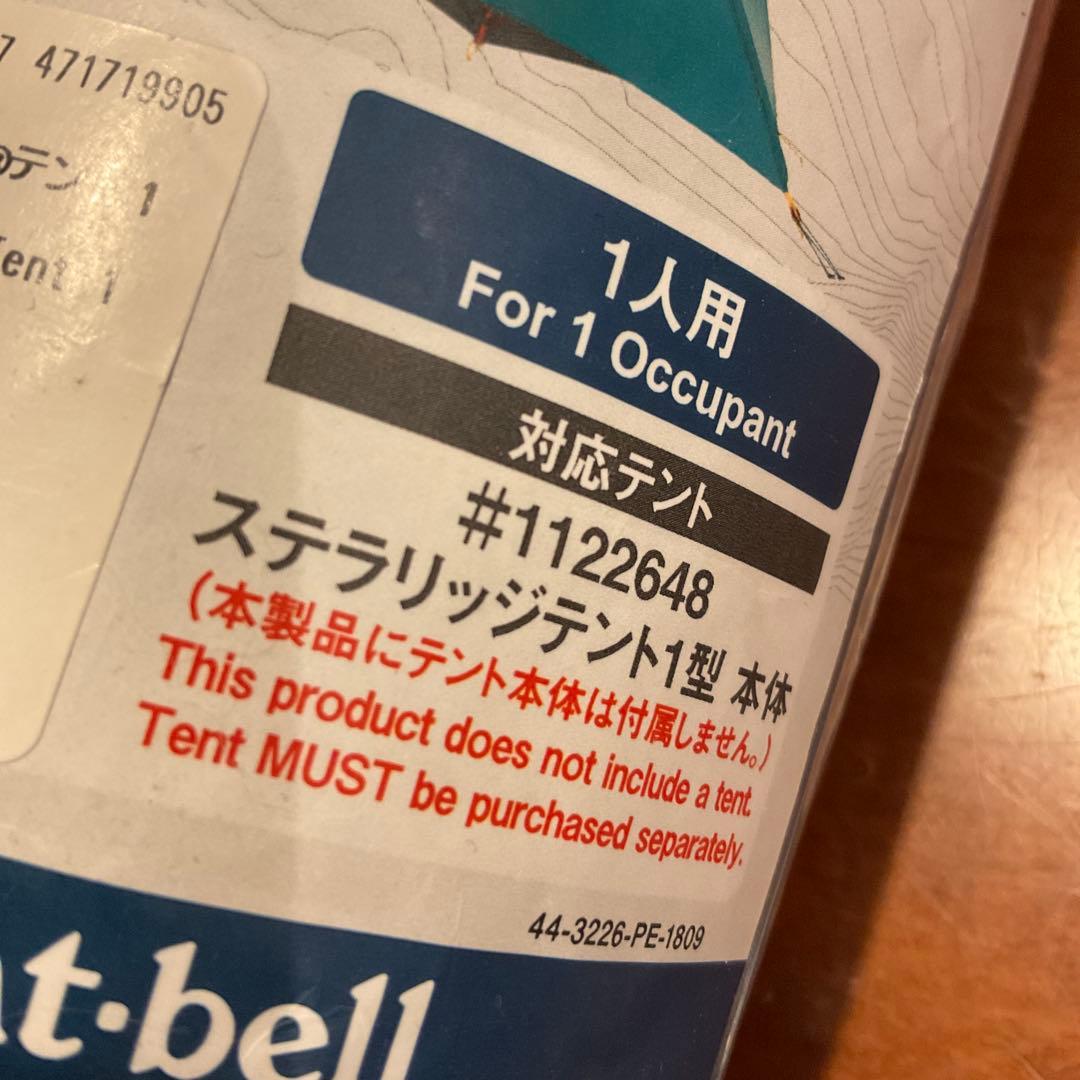 7 471719905
テン 1
Tent 1
1人用
For 1 Occupant
対応テント
#1122648
ステラリッジテント1型 本体
(本製品にテント本体は付属しません。)
This product does not include a tent.
Tent MUST be purchased separately.
44-3226-PE-1809
t·bell